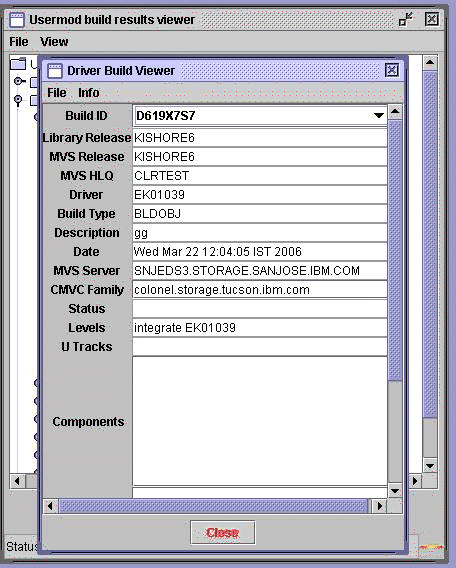 Usermod build results viewer
File View
Driver Build Viewer
File Info
Build ID D619X7S7
Library Release KISHORE6
MVS Release KISHORE6
MVS HLQ CLRTEST
Driver EK01039
Build Type BLDOBJ
Description gg
Date Wed Mar 22 12:04:05 IST 2006
MVS Server SNJEDS3.STORAGE.SANJOSE.IBM.COM
CMVC Family colonel.storage.tucson.ibm.com
Status
Levels integrate EK01039
U Tracks
Components
Close
Status